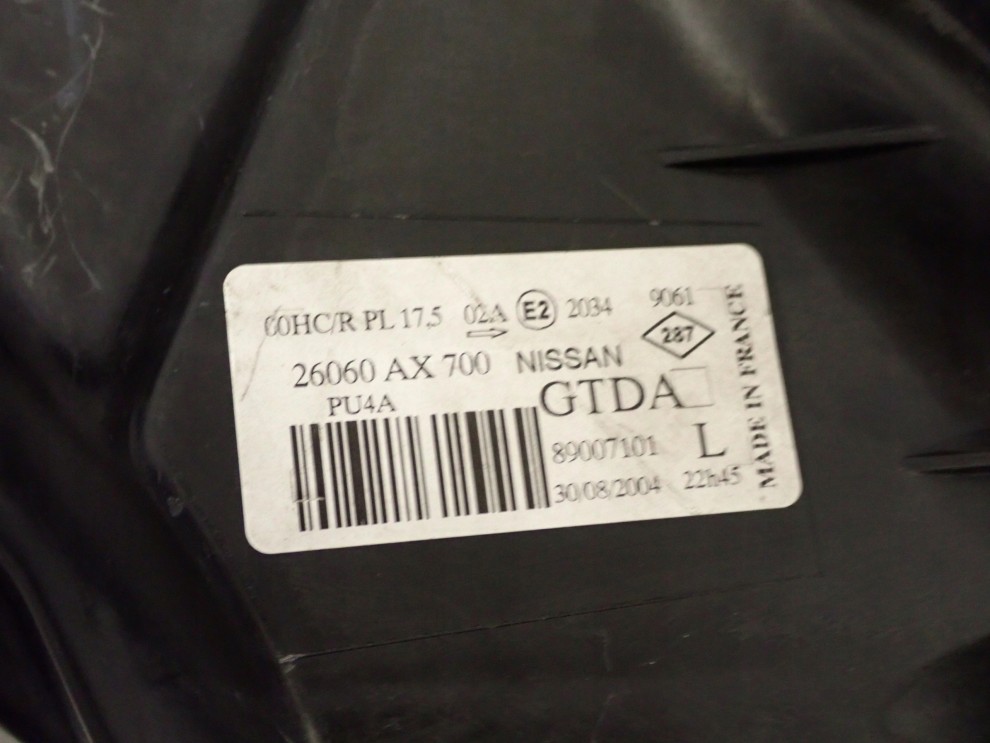 00HC/R PL 17,5 02A E2 2034 9061
287
26060 AX 700 NISSAN
PU4A GTDA
89007101 L
30/08/2004 22h45
MADE IN FRANCE